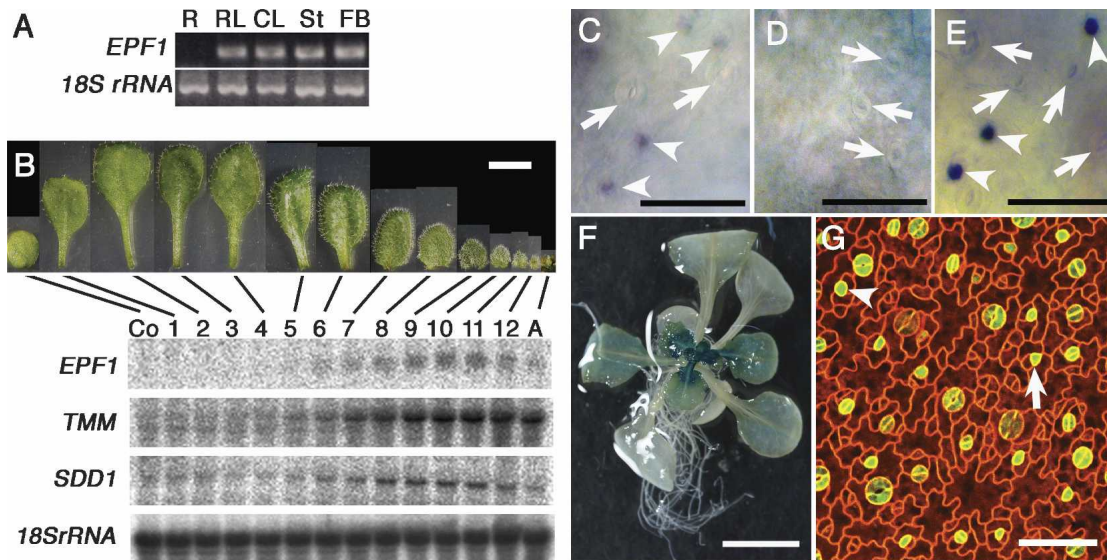 A
R RL CL St FB
EPF1
18S rRNA
B
Co 1 2 3 4 5 6 7 8 9 10 11 12 A
EPF1
TMM
SDD1
18SrRNA
C
D
E
F
G